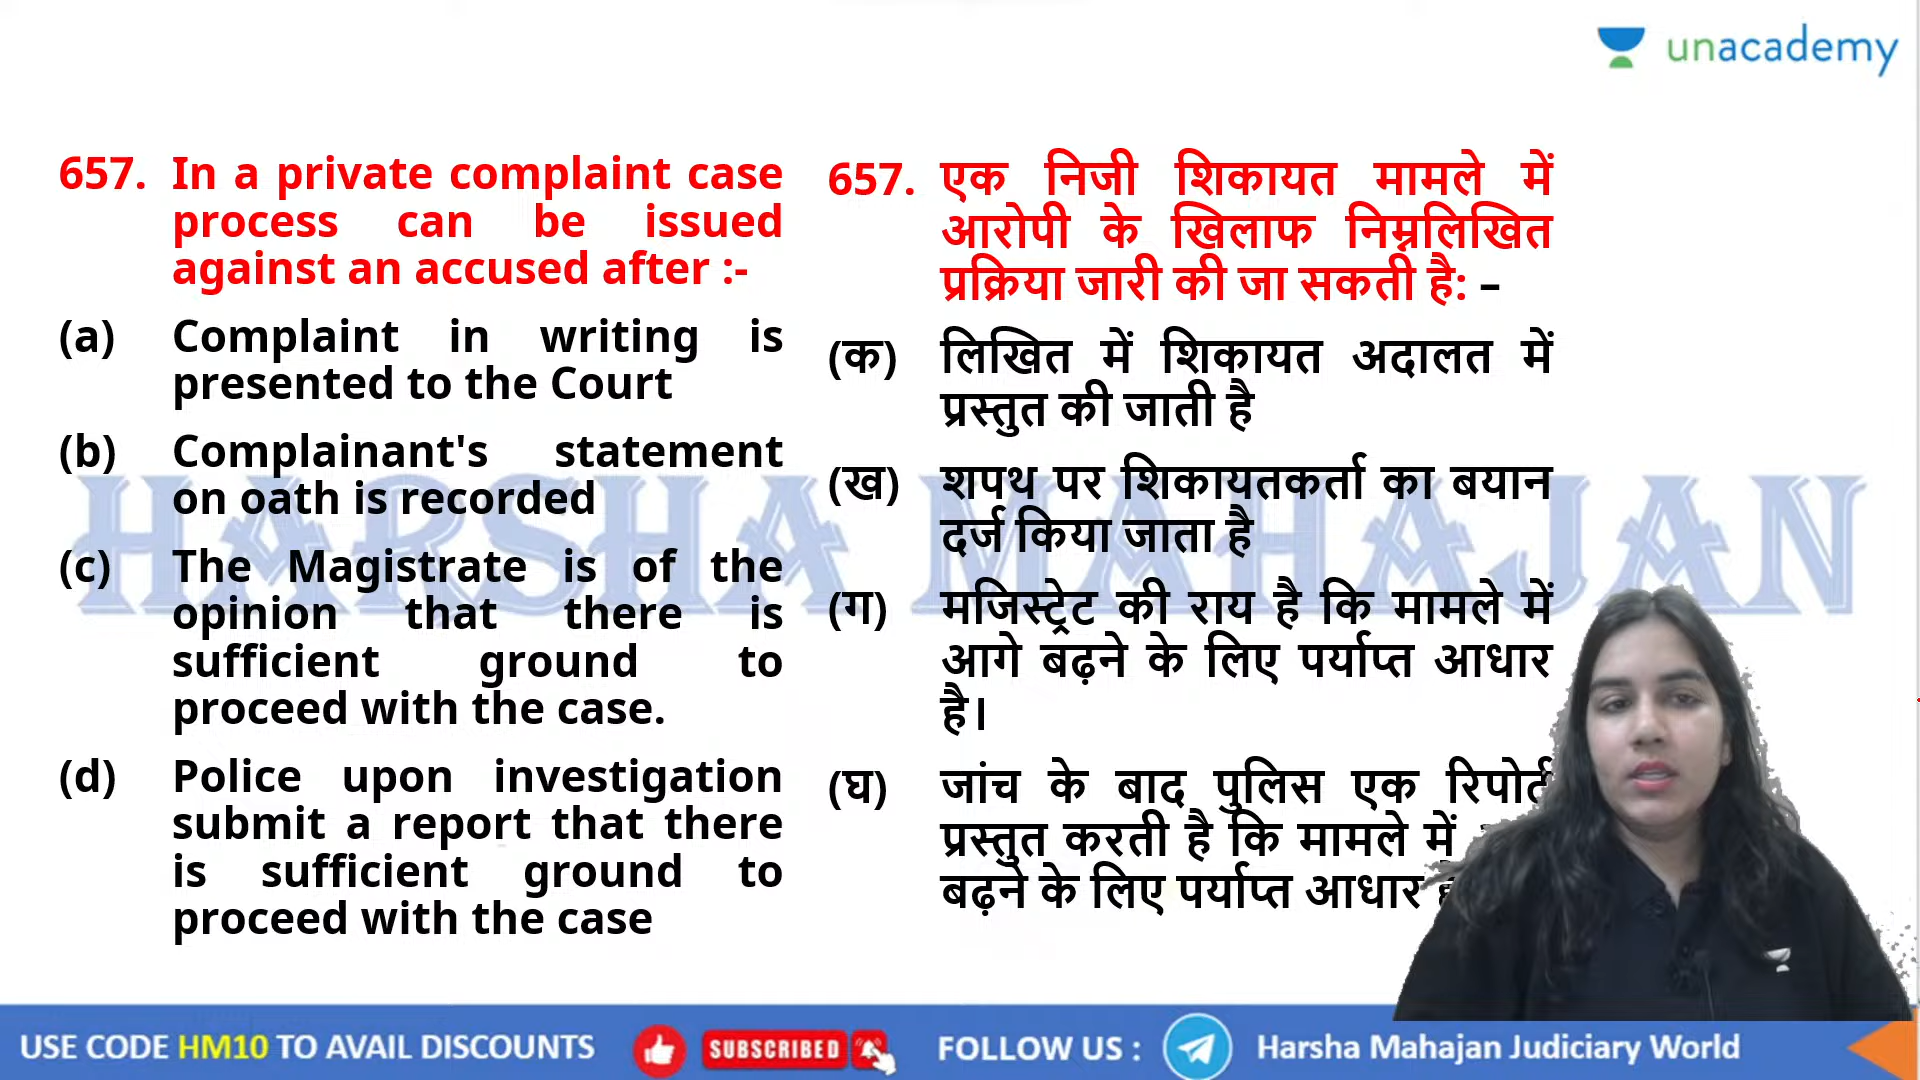 unacademy
657. In a private complaint case
process can be issued
against an accused after :-
(a) Complaint in writing is
presented to the Court
(b) Complainant's statement
on oath is recorded
(c) The Magistrate is of the
opinion that there is
sufficient ground to
proceed with the case.
(d) Police upon investigation
submit a report that there
is sufficient ground to
proceed with the case
657. एक निजी शिकायत मामले में
आरोपी के खिलाफ निम्नलिखित
प्रक्रिया जारी की जा सकती है: –
(क) लिखित में शिकायत अदालत में
प्रस्तुत की जाती है
(ख) शपथ पर शिकायतकर्ता का बयान
दर्ज किया जाता है
(ग) मजिस्ट्रेट की राय है कि मामले में
आगे बढ़ने के लिए पर्याप्त आधार
है।
(घ) जांच के बाद पुलिस एक रिपोर्ट
प्रस्तुत करती है कि मामले में
बढ़ने के लिए पर्याप्त आधार
HARSHA MAHAJAN
USE CODE HM10 TO AVAIL DISCOUNTS
SUBSCRIBED
FOLLOW US :
Harsha Mahajan Judiciary World